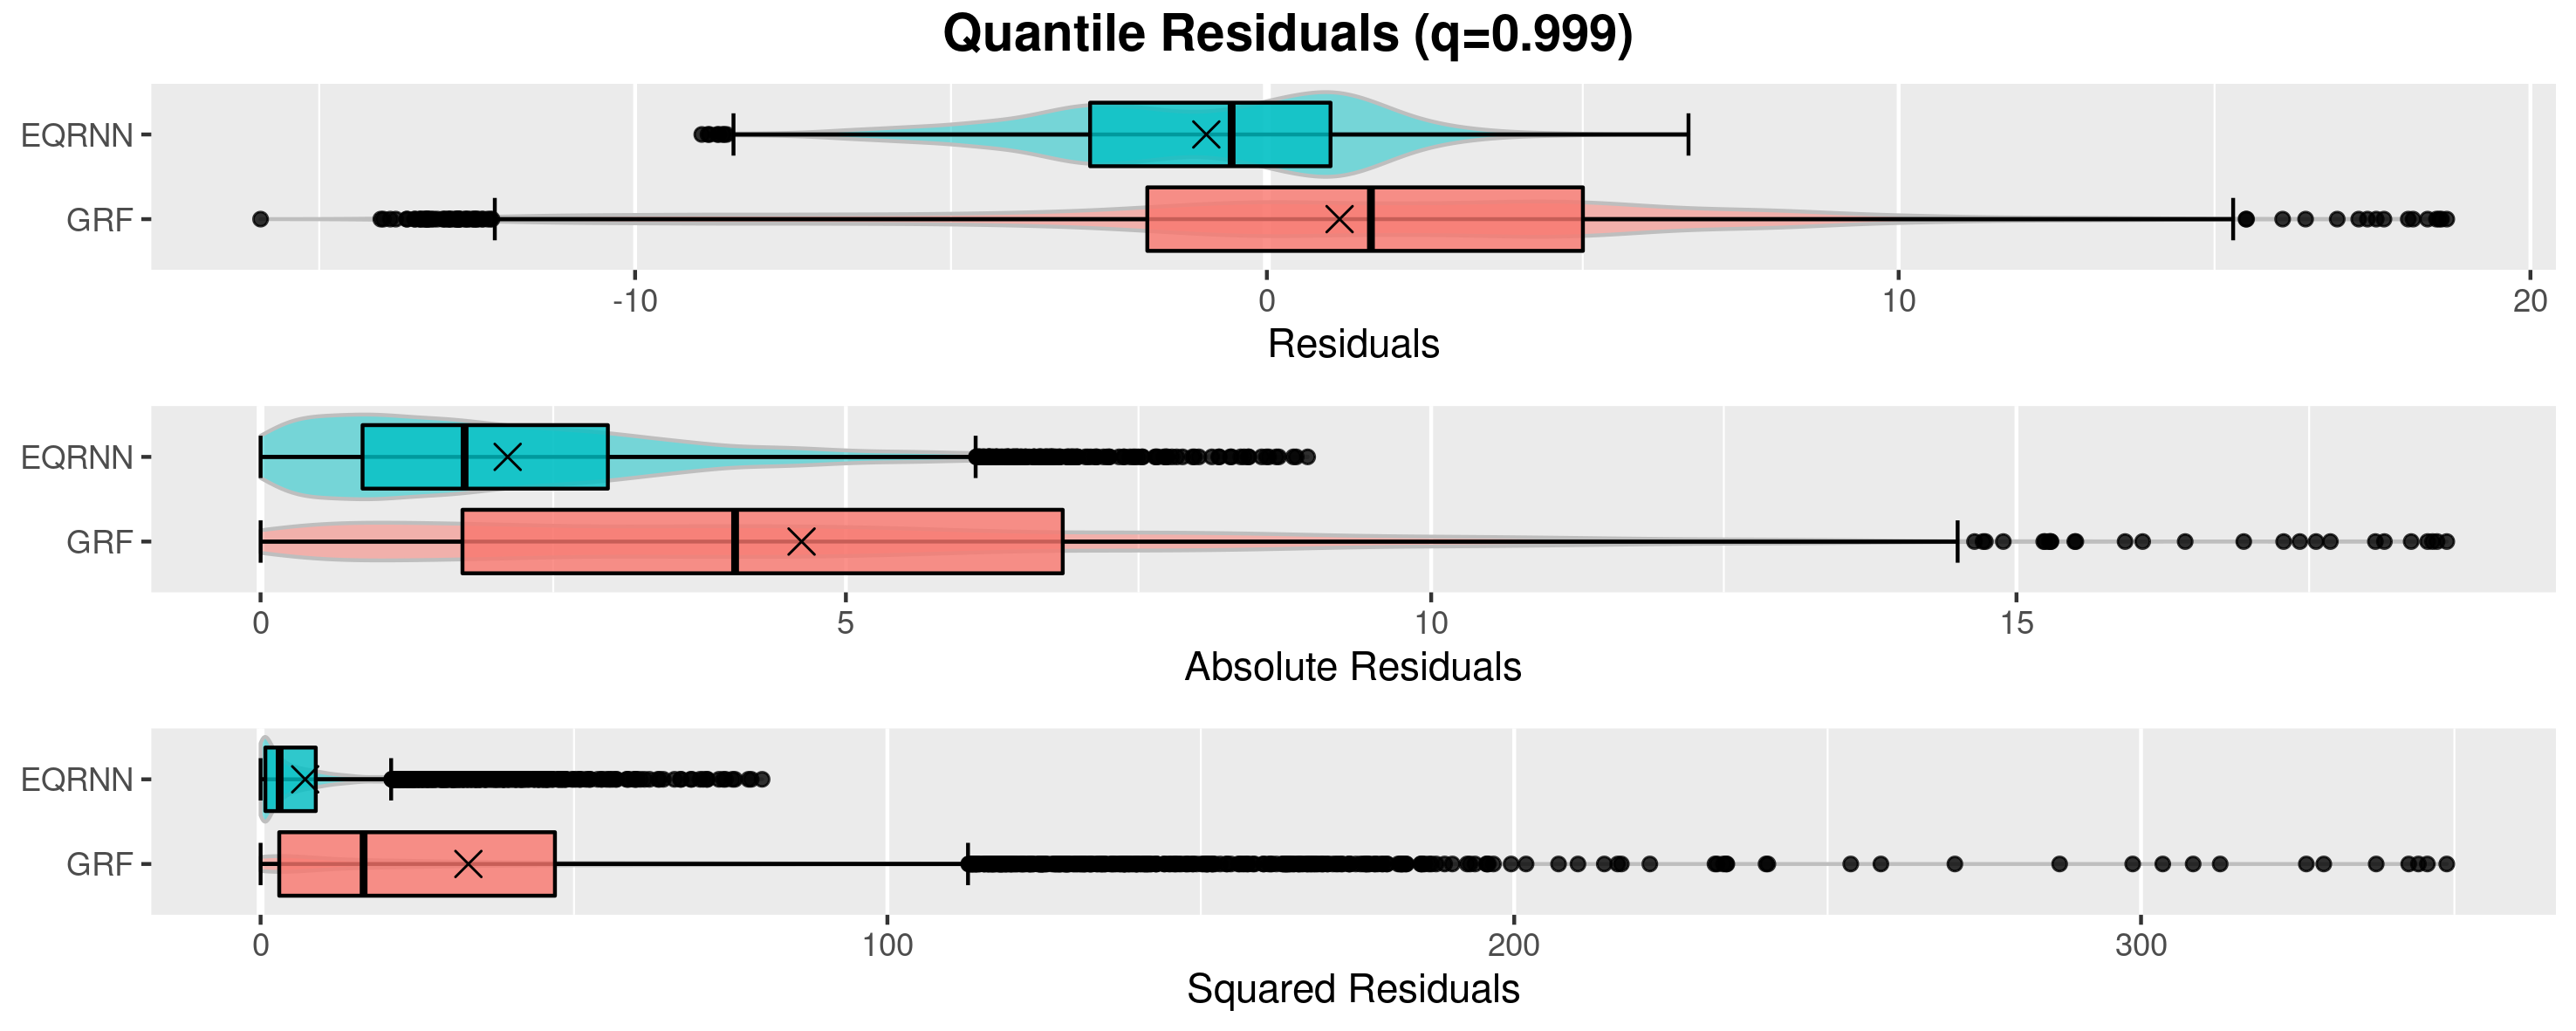 Quantile Residuals (q=0.999)
EQRNN
GRF
-10 0 10 20
Residuals
EQRNN
GRF
0 5 10 15
Absolute Residuals
EQRNN
GRF
0 100 200 300
Squared Residuals